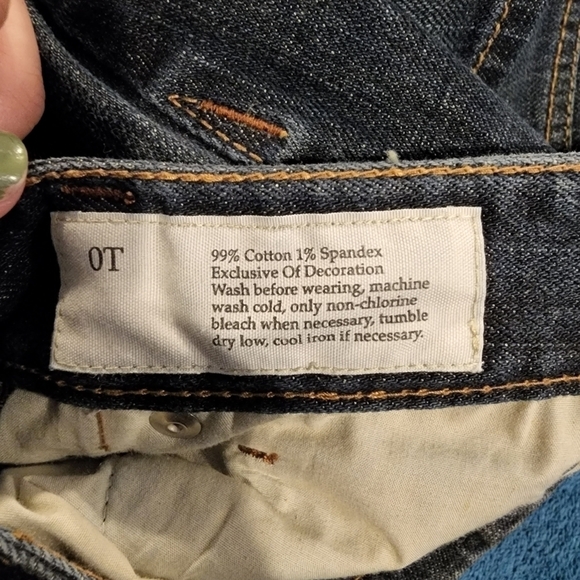 0T
99% Cotton 1% Spandex
Exclusive Of Decoration
Wash before wearing, machine
wash cold, only non-chlorine
bleach when necessary, tumble
dry low, cool iron if necessary.